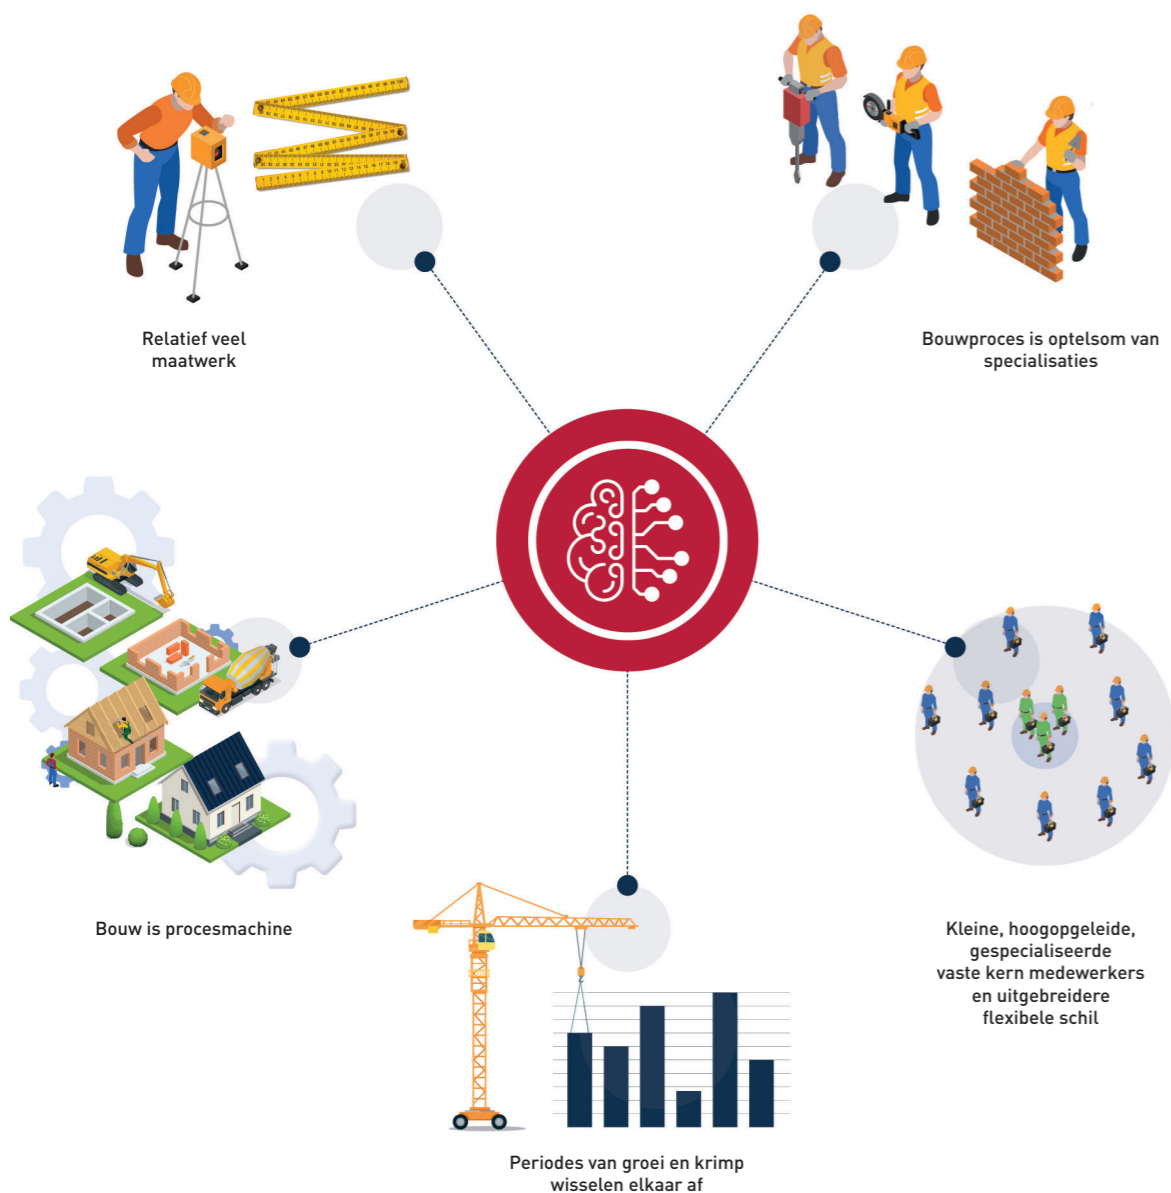 Relatief veel
maatwerk
Bouwproces is optelsom van
specialisaties
Bouw is procesmachine
Kleine, hoogopgeleide,
gespecialiseerde
vaste kern medewerkers
en uitgebreidere
flexibele schil
Periodes van groei en krimp
wisselen elkaar af